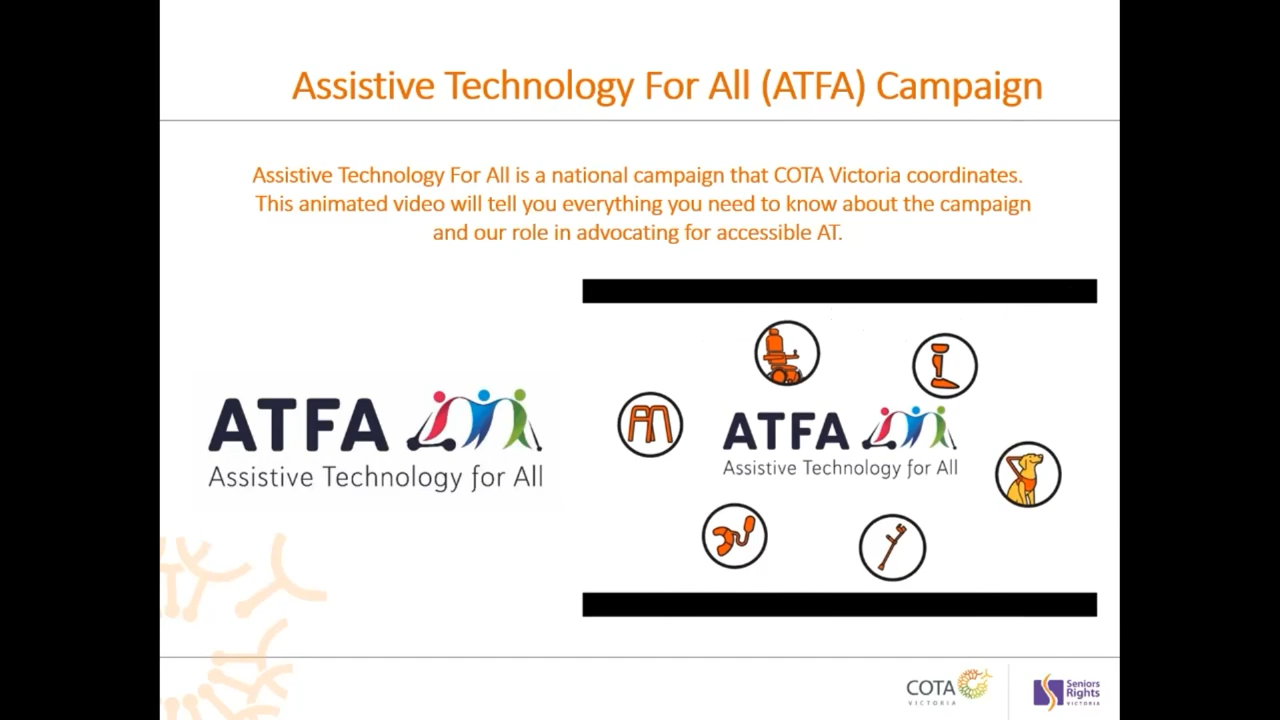 Assistive Technology For All (ATFA) Campaign
Assistive Technology For All is a national campaign that COTA Victoria coordinates.
This animated video will tell you everything you need to know about the campaign
and our role in advocating for accessible AT.
ATFA
Assistive Technology for All
ATFA
Assistive Technology for All
COTA
VICTORIA
Seniors
Rights
VICTORIA